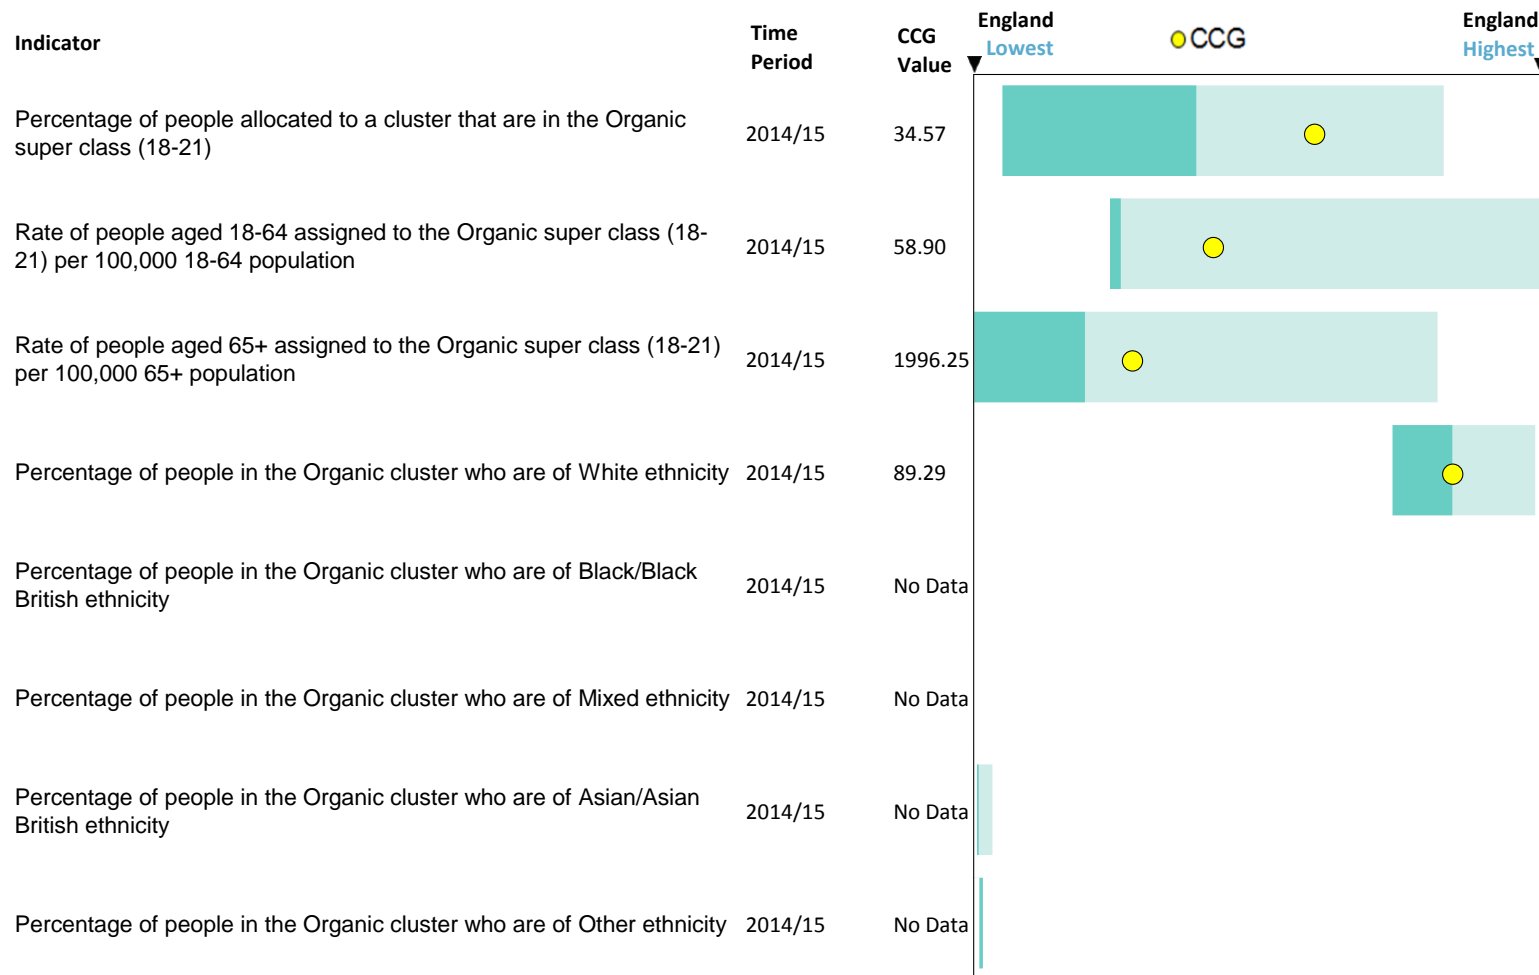 Indicator
Time Period
CCG Value
England Lowest
CCG
England Highest
Percentage of people allocated to a cluster that are in the Organic
super class (18-21)
2014/15
34.57
Rate of people aged 18-64 assigned to the Organic super class (18-
21) per 100,000 18-64 population
2014/15
58.90
Rate of people aged 65+ assigned to the Organic super class (18-21)
per 100,000 65+ population
2014/15
1996.25
Percentage of people in the Organic cluster who are of White ethnicity
2014/15
89.29
Percentage of people in the Organic cluster who are of Black/Black
British ethnicity
2014/15
No Data
Percentage of people in the Organic cluster who are of Mixed ethnicity
2014/15
No Data
Percentage of people in the Organic cluster who are of Asian/Asian
British ethnicity
2014/15
No Data
Percentage of people in the Organic cluster who are of Other ethnicity
2014/15
No Data